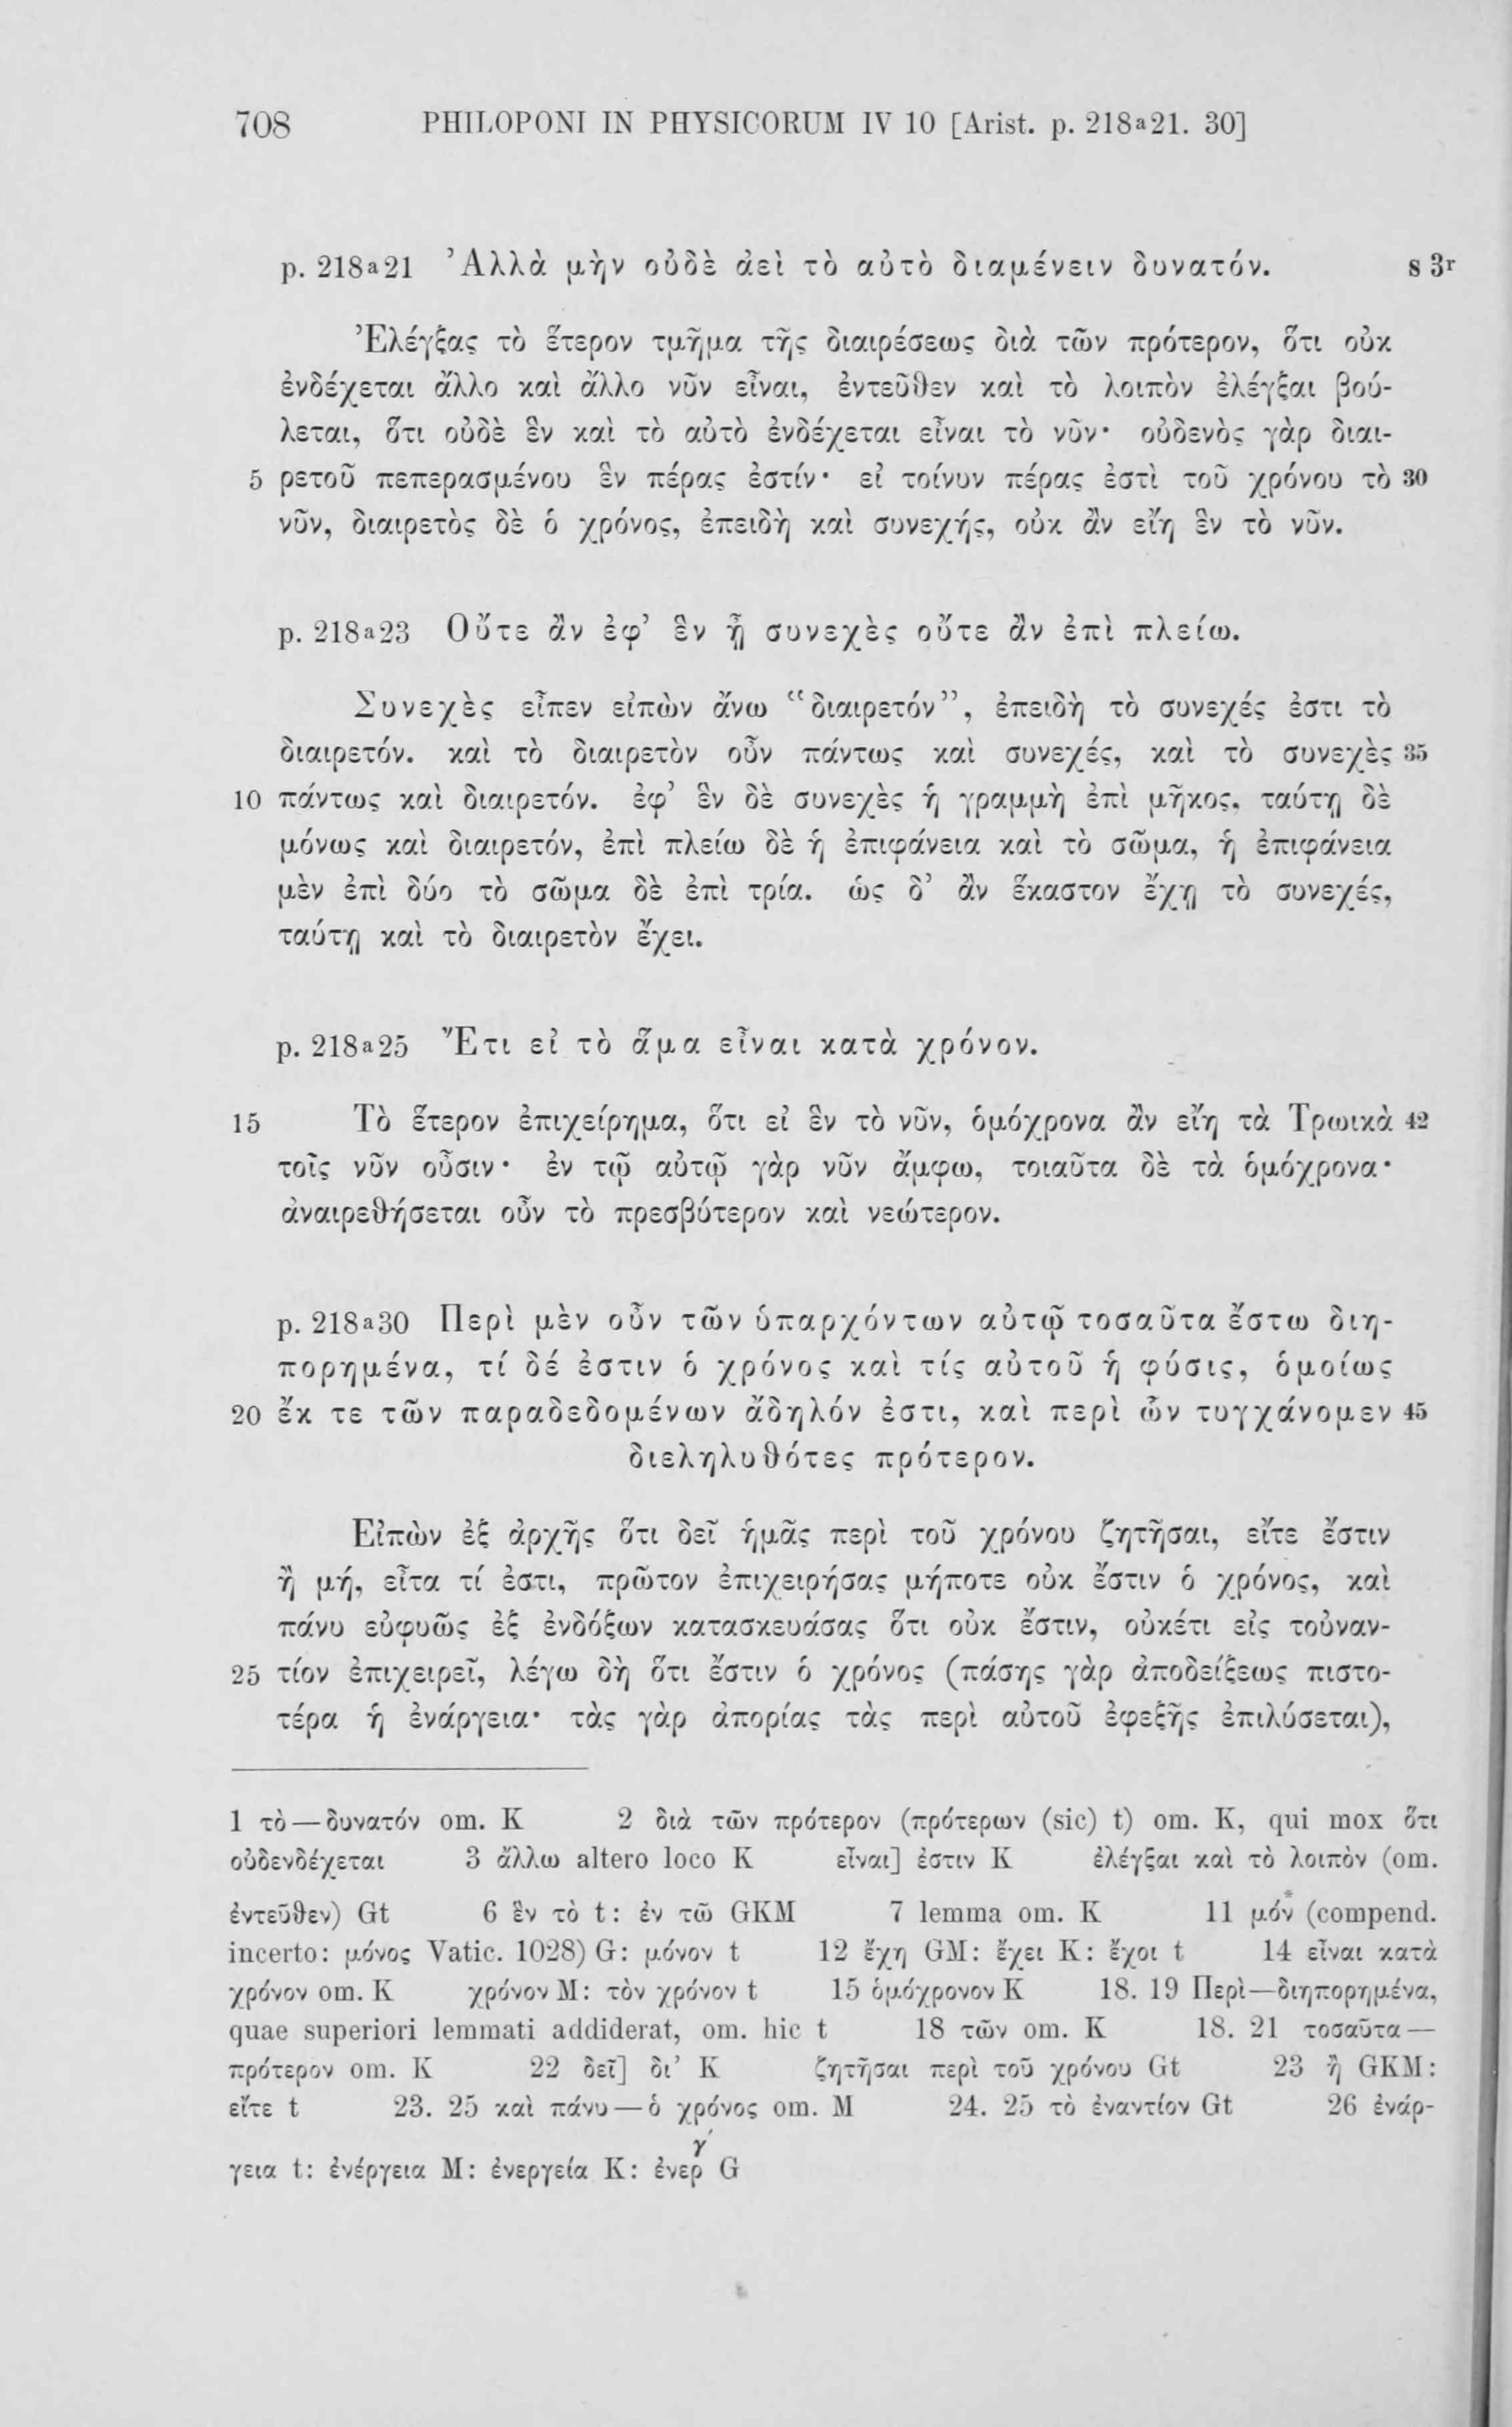 708 PHILOPONI IN PHYSICORUM IV 10 [Arist. p. 218a21. 30]
p. 218a21 Ἀλλὰ μὴν οὐδὲ ἀεὶ τὸ αὐτὸ διαμένειν δυνατόν. s 3r
Ἐλέγξας τὸ ἕτερον τμῆμα τῆς διαιρέσεως διὰ τῶν πρότερον, ὅτι οὐκ
ἐνδέχεται ἄλλο καὶ ἄλλο νῦν εἶναι, ἐντεῦθεν καὶ τὸ λοιπὸν ἐλέγξαι βού-
λεται, ὅτι οὐδὲ ἓν καὶ τὸ αὐτὸ ἐνδέχεται εἶναι τὸ νῦν· οὐδενὸς γὰρ διαι-
5 ρετοῦ πεπερασμένου ἓν πέρας ἐστίν· εἰ τοίνυν πέρας ἐστὶ τοῦ χρόνου τὸ 30
νῦν, διαιρετὸς δὲ ὁ χρόνος, ἐπειδὴ καὶ συνεχής, οὐκ ἂν εἴη ἓν τὸ νῦν.
p. 218a23 Οὔτε ἂν ἐφ’ ἓν ᾖ συνεχὲς οὔτε ἂν ἐπὶ πλείω.
Συνεχὲς εἶπεν εἰπὼν ἄνω “διαιρετόν”, ἐπειδὴ τὸ συνεχές ἐστι τὸ
διαιρετόν. καὶ τὸ διαιρετὸν οὖν πάντως καὶ συνεχές, καὶ τὸ συνεχὲς 35
10 πάντως καὶ διαιρετόν. ἐφ’ ἓν δὲ συνεχὲς ἡ γραμμὴ ἐπὶ μῆκος, ταύτῃ δὲ
μόνως καὶ διαιρετόν, ἐπὶ πλείω δὲ ἡ ἐπιφάνεια καὶ τὸ σῶμα, ἡ ἐπιφάνεια
μὲν ἐπὶ δύο τὸ σῶμα δὲ ἐπὶ τρία. ὡς δ’ ἂν ἕκαστον ἔχῃ τὸ συνεχές,
ταύτῃ καὶ τὸ διαιρετὸν ἔχει.
p. 218a25 Ἔτι εἰ τὸ ἅμα εἶναι κατὰ χρόνον.
15 Τὸ ἕτερον ἐπιχείρημα, ὅτι εἰ ἓν τὸ νῦν, ὁμόχρονα ἂν εἴη τὰ Τρωικὰ 42
τοῖς νῦν οὖσιν· ἐν τῷ αὐτῷ γὰρ νῦν ἄμφω, τοιαῦτα δὲ τὰ ὁμόχρονα·
ἀναιρεθήσεται οὖν τὸ πρεσβύτερον καὶ νεώτερον.
p. 218a30 Περὶ μὲν οὖν τῶν ὑπαρχόντων αὐτῷ τοσαῦτα ἔστω διη-
πορημένα, τί δέ ἐστιν ὁ χρόνος καὶ τίς αὐτοῦ ἡ φύσις, ὁμοίως
20 ἔκ τε τῶν παραδεδομένων ἄδηλόν ἐστι, καὶ περὶ ὧν τυγχάνομεν 45
διεληλυθότες πρότερον.
Εἰπὼν ἐξ ἀρχῆς ὅτι δεῖ ἡμᾶς περὶ τοῦ χρόνου ζητῆσαι, εἴτε ἔστιν
ἢ μή, εἶτα τί ἐστι, πρῶτον ἐπιχειρήσας μήποτε οὐκ ἔστιν ὁ χρόνος, καὶ
πάνυ εὐφυῶς ἐξ ἐνδόξων κατασκευάσας ὅτι οὐκ ἔστιν, οὐκέτι εἰς τοὐναν-
25 τίον ἐπιχειρεῖ, λέγω δὴ ὅτι ἔστιν ὁ χρόνος (πάσης γὰρ ἀποδείξεως πιστο-
τέρα ἡ ἐνάργεια· τὰς γὰρ ἀπορίας τὰς περὶ αὐτοῦ ἐφεξῆς ἐπιλύσεται),
1 τὸ — δυνατόν om. K 2 διὰ τῶν πρότερον (πρότερων (sic) t) om. K, qui mox ὅτι
οὐδενδέχεται 3 ἄλλω altero loco K εἶναι] ἐστιν K ἐλέγξαι καὶ τὸ λοιπὸν (om.
ἐντεῦθεν) Gt 6 ἓν τὸ t: ἐν τῶ GKM 7 lemma om. K 11 μόν (compend.
incerto: μόνος Vatic. 1028) G: μόνον t 12 ἔχῃ GM: ἔχει K: ἔχοι t 14 εἶναι κατὰ
χρόνον om. K χρόνον M: τὸν χρόνον t 15 ὁμόχρονον K 18. 19 Περὶ—διηπορημένα,
quae superiori lemmati addiderat, om. hic t 18 τῶν om. K 18. 21 τοσαῦτα —
πρότερον om. K 22 δεῖ] δι’ K ζητῆσαι περὶ τοῦ χρόνου Gt 23 ἢ GKM:
εἴτε t 23. 25 καὶ πάνυ — ὁ χρόνος om. M 24. 25 τὸ ἐναντίον Gt 26 ἐνάρ-
γεια t: ἐνέργεια M: ἐνεργεία K: ἐνεργ G